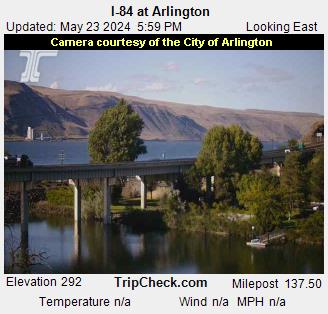 I-84 at Arlington
Updated: May 23 2024 5:59 PM Looking East
Camera courtesy of the City of Arlington
Elevation 292 TripCheck.com Milepost 137.50
Temperature n/a Wind n/a MPH n/a